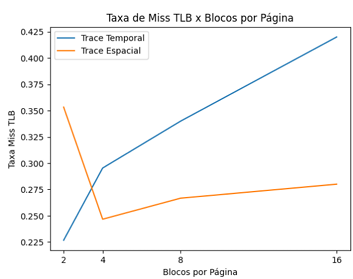 Taxa de Miss TLB x Blocos por Página
Trace Temporal
Trace Espacial
Taxa Miss TLB
0.425
0.400
0.375
0.350
0.325
0.300
0.275
0.250
0.225
2 4 8 16
Blocos por Página